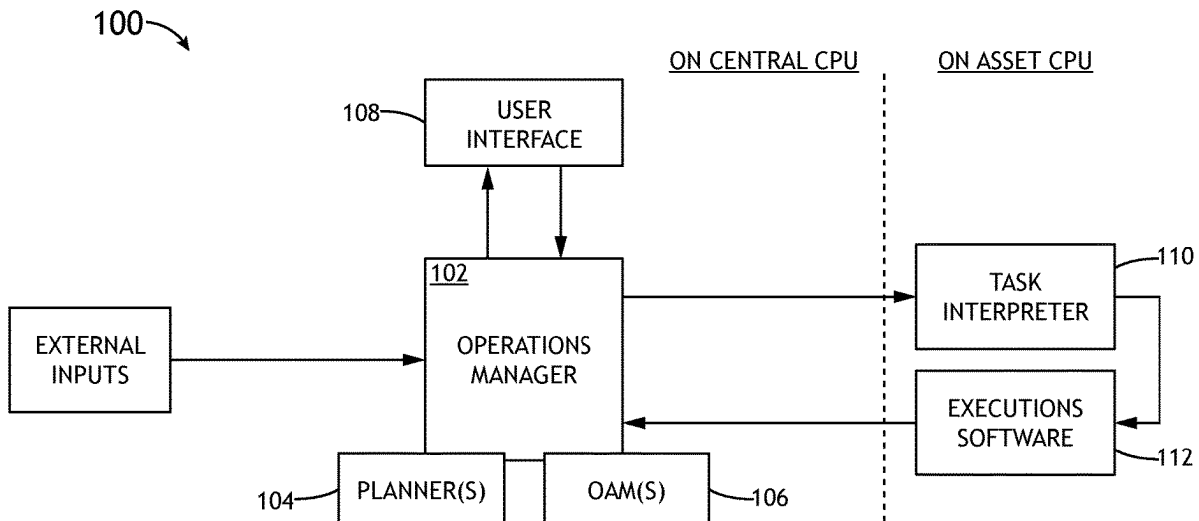 100
ON CENTRAL CPU
ON ASSET CPU
108
USER
INTERFACE
102
OPERATIONS
MANAGER
EXTERNAL
INPUTS
110
TASK
INTERPRETER
EXECUTIONS
SOFTWARE
112
104
PLANNER(S)
OAM(S)
106